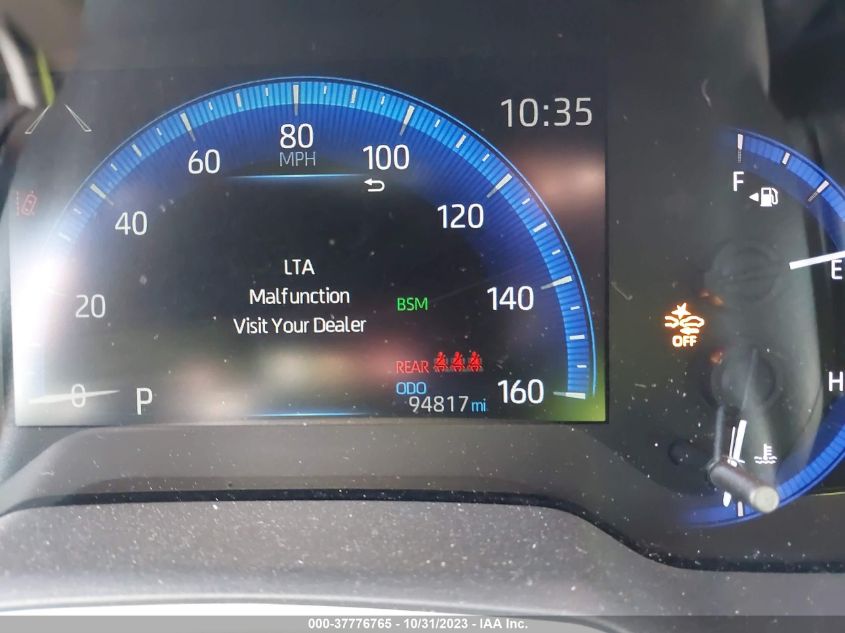 10:35
80
MPH
60
100
40
120
20
140
0
160
LTA
Malfunction
Visit Your Dealer
BSM
REAR
ODO
94817 mi
P
F
E
OFF
H
000-37776765 - 10/31/2023 - IAA Inc.